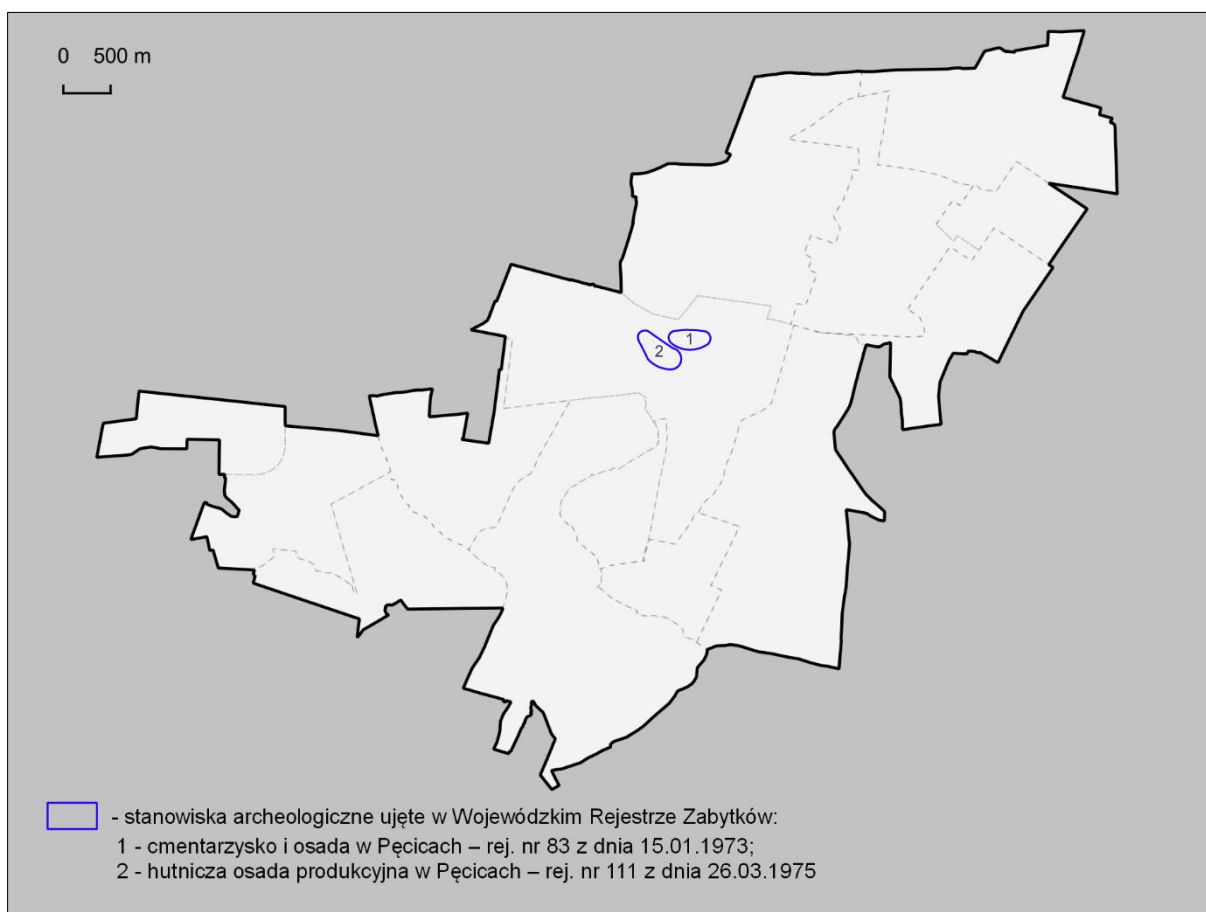 0 500 m
1
2
- stanowiska archeologiczne ujęte w Wojewódzkim Rejestrze Zabytków:
1 - cmentarzysko i osada w Pęcicach – rej. nr 83 z dnia 15.01.1973;
2 - hutnicza osada produkcyjna w Pęcicach – rej. nr 111 z dnia 26.03.1975